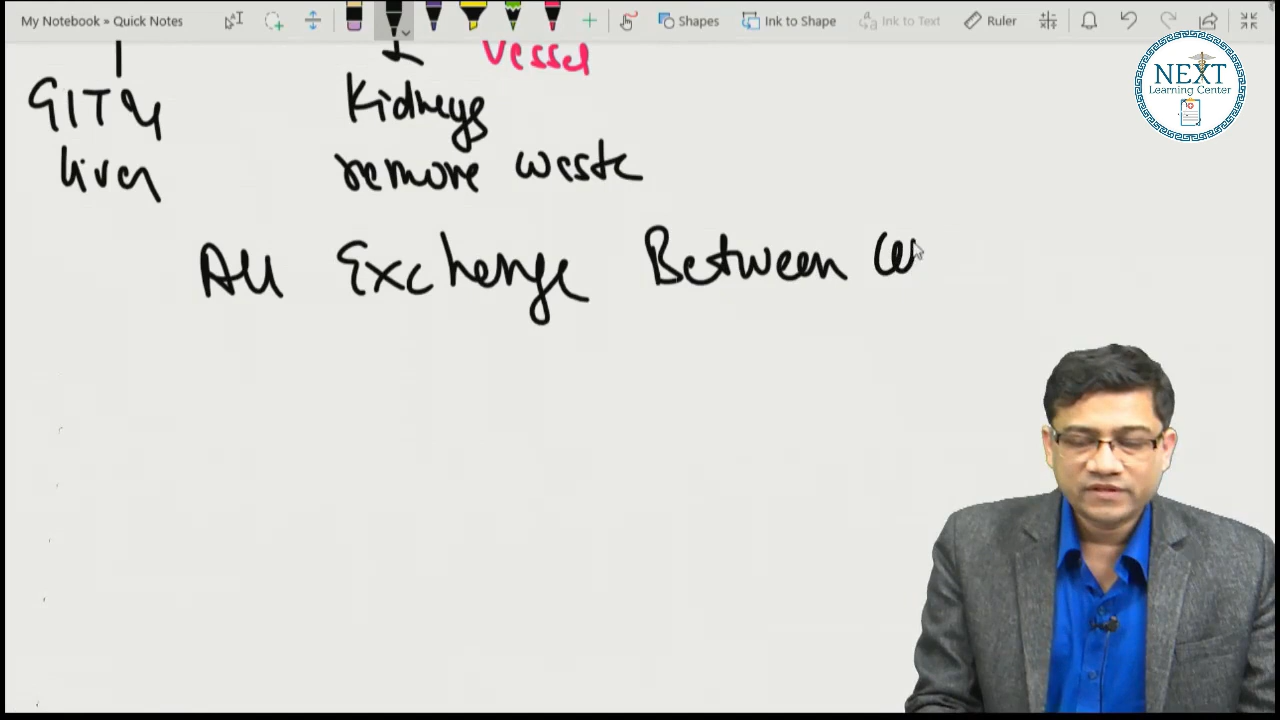 My Notebook » Quick Notes
Shapes
Ink to Shape
Ink to Text
Ruler
NEXT
Learning Center
Vessel
GIT &
Kidneys
liver
remove waste
All Exchange Between